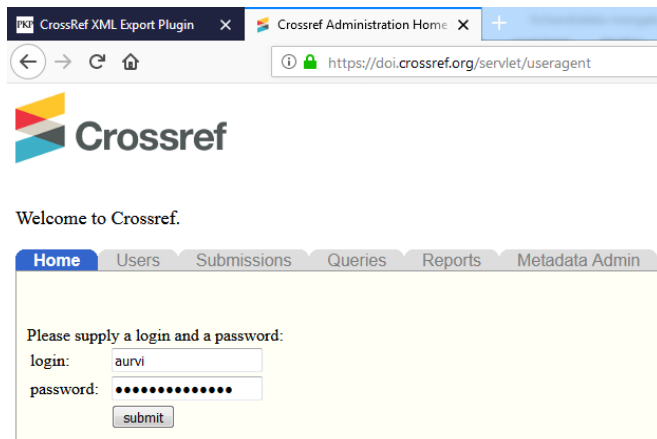 PKP CrossRef XML Export Plugin × Crossref Administration Home × +
https://doi.crossref.org/servlet/useragent
Crossref
Welcome to Crossref.
Home Users Submissions Queries Reports Metadata Admin
Please supply a login and a password:
login: aurvi
password: ••••••••••••••
submit